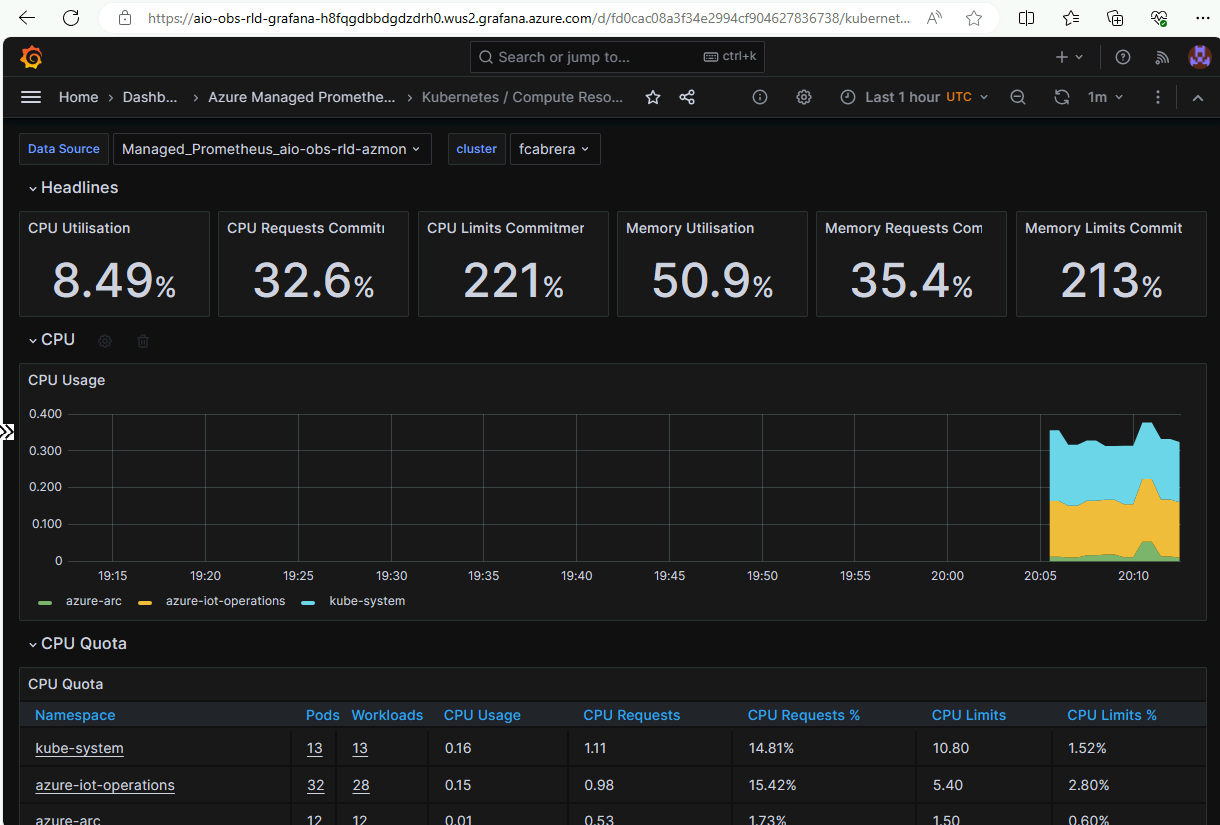 https://aio-obs-rld-grafana-h8fqgdbbdgdzdrh0.wus2.grafana.azure.com/d/fd0cac08a3f34e2994cf904627836738/kubernet...
Search or jump to... ctrl+k
Home Dashb... Azure Managed Promethe... Kubernetes / Compute Reso... Last 1 hour UTC 1m
Data Source Managed_Prometheus_aio-obs-rld-azmon cluster fcabrera
Headlines
CPU Utilisation CPU Requests Commitm CPU Limits Commitmer Memory Utilisation Memory Requests Com Memory Limits Commit
8.49% 32.6% 221% 50.9% 35.4% 213%
CPU
CPU Usage
0.400
0.300
0.200
0.100
0
19:15 19:20 19:25 19:30 19:35 19:40 19:45 19:50 19:55 20:00 20:05 20:10
azure-arc azure-iot-operations kube-system
CPU Quota
CPU Quota
Namespace Pods Workloads CPU Usage CPU Requests CPU Requests % CPU Limits CPU Limits %
kube-system 13 13 0.16 1.11 14.81% 10.80 1.52%
azure-iot-operations 32 28 0.15 0.98 15.42% 5.40 2.80%
azure-arc 12 12 0.01 0.53 1.73% 1.50 0.60%